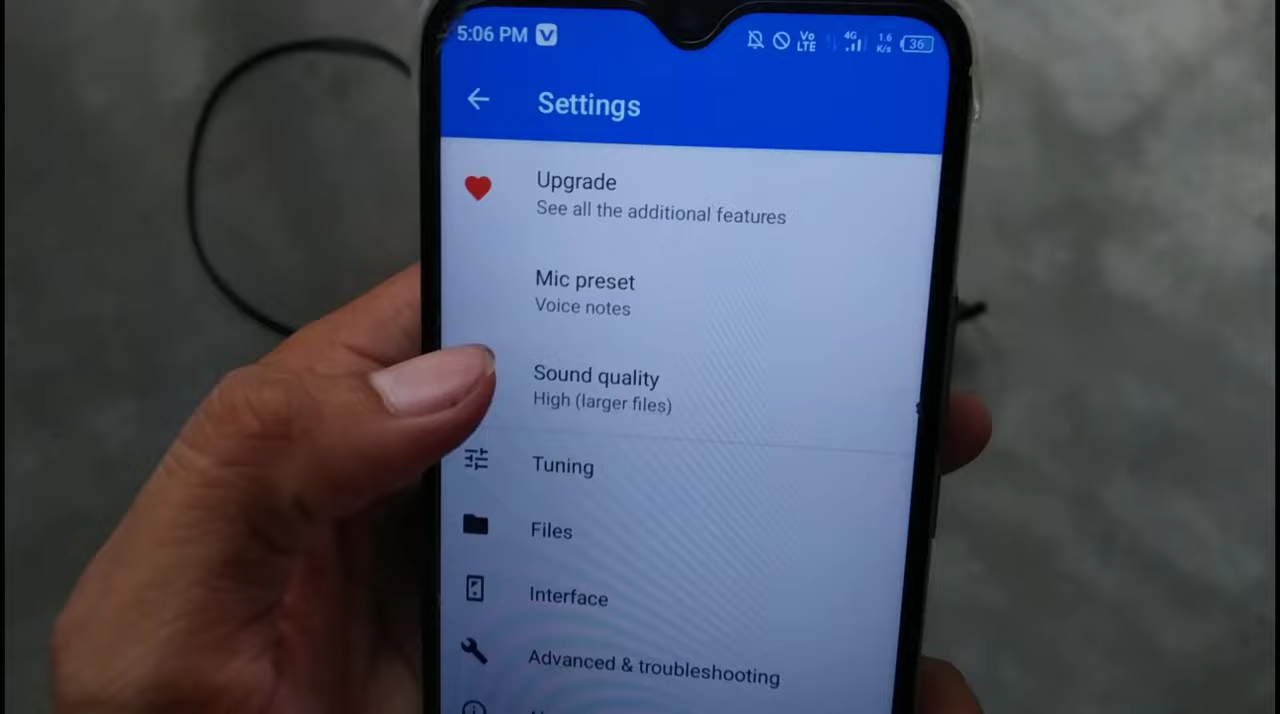 5:06 PM
Vo
LTE
4G
1.6
K/s
36
Settings
Upgrade
See all the additional features
Mic preset
Voice notes
Sound quality
High (larger files)
Tuning
Files
Interface
Advanced & troubleshooting